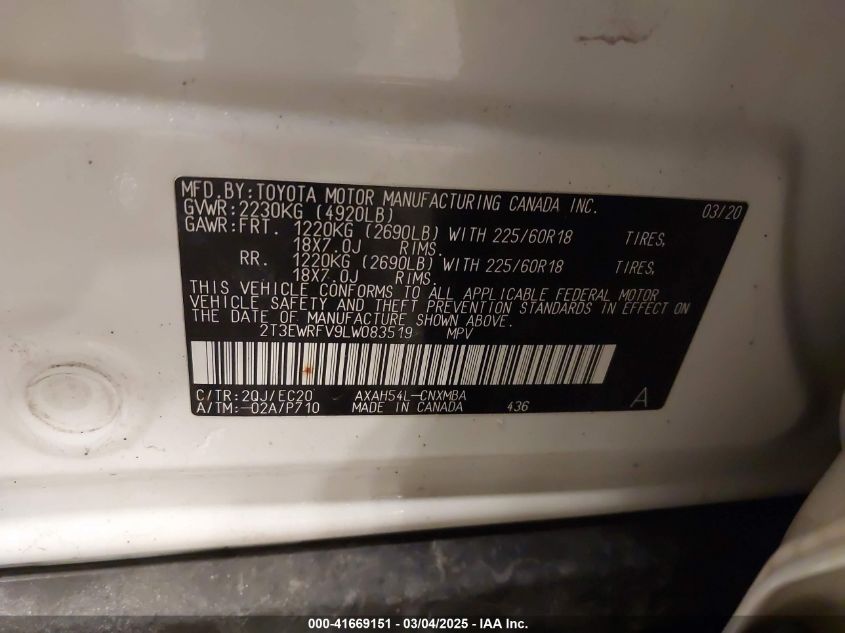 MFD.BY:TOYOTA MOTOR MANUFACTURING CANADA INC. 03/20
GVWR:2230KG (4920LB)
GAWR:FRT. 1220KG (2690LB) WITH 225/60R18 TIRES,
18X7.0J RIMS.
RR. 1220KG (2690LB) WITH 225/60R18 TIRES,
18X7.0J RIMS.
THIS VEHICLE CONFORMS TO ALL APPLICABLE FEDERAL MOTOR
VEHICLE SAFETY AND THEFT PREVENTION STANDARDS IN EFFECT ON
THE DATE OF MANUFACTURE SHOWN ABOVE.
2T3EWRFV9LW083519 MPV
C/TR:2QJ/EC20 AXAH54L-CNXMBA
A/TM:-02A/P710 MADE IN CANADA 436 A
000-41669151 - 03/04/2025 - IAA Inc.